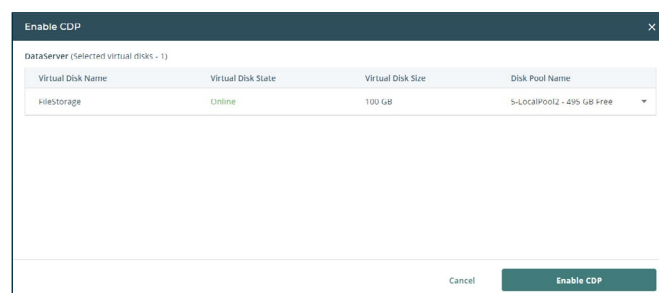 Enable CDP
DataServer (Selected virtual disks - 1)
Virtual Disk Name Virtual Disk State Virtual Disk Size Disk Pool Name
FileStorage Online 100 GB S-LocalPool2 - 495 GB Free
Cancel Enable CDP